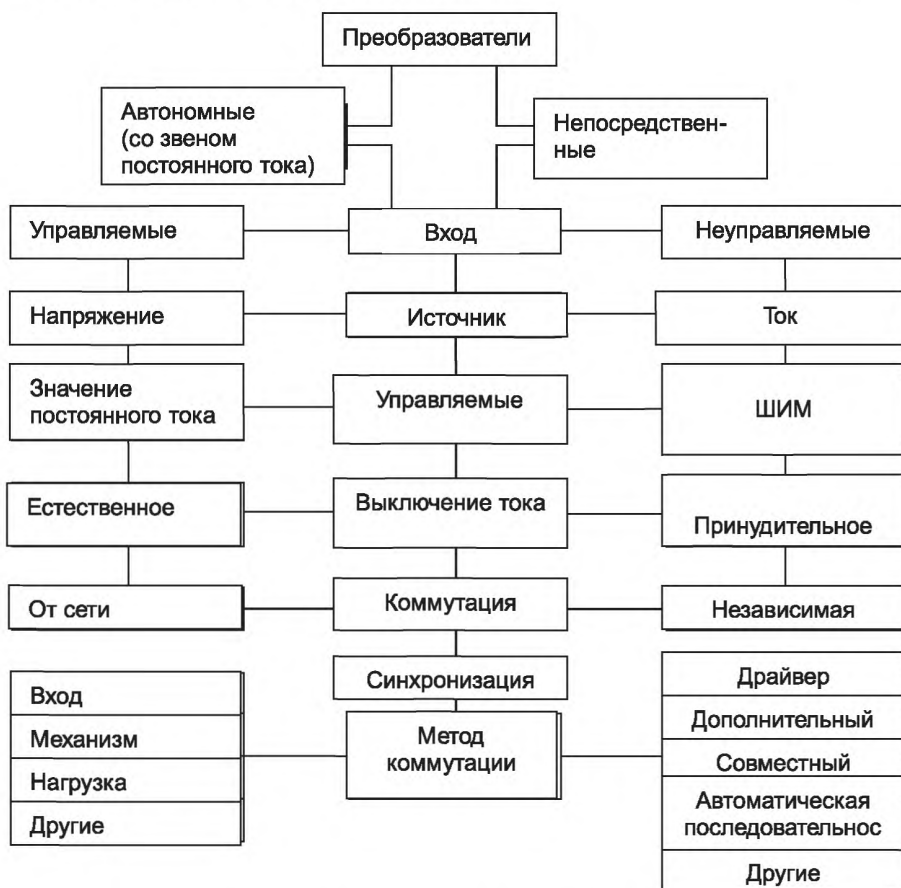 Преобразователи
Автономные
(со звеном
постоянного тока)
Непосредствен-
ные
Управляемые
Вход
Неуправляемые
Напряжение
Источник
Ток
Значение
постоянного тока
Управляемые
ШИМ
Естественное
Выключение тока
Принудительное
От сети
Коммутация
Независимая
Синхронизация
Вход
Механизм
Нагрузка
Другие
Метод
коммутации
Драйвер
Дополнительный
Совместный
Автоматическая
последовательнос
Другие